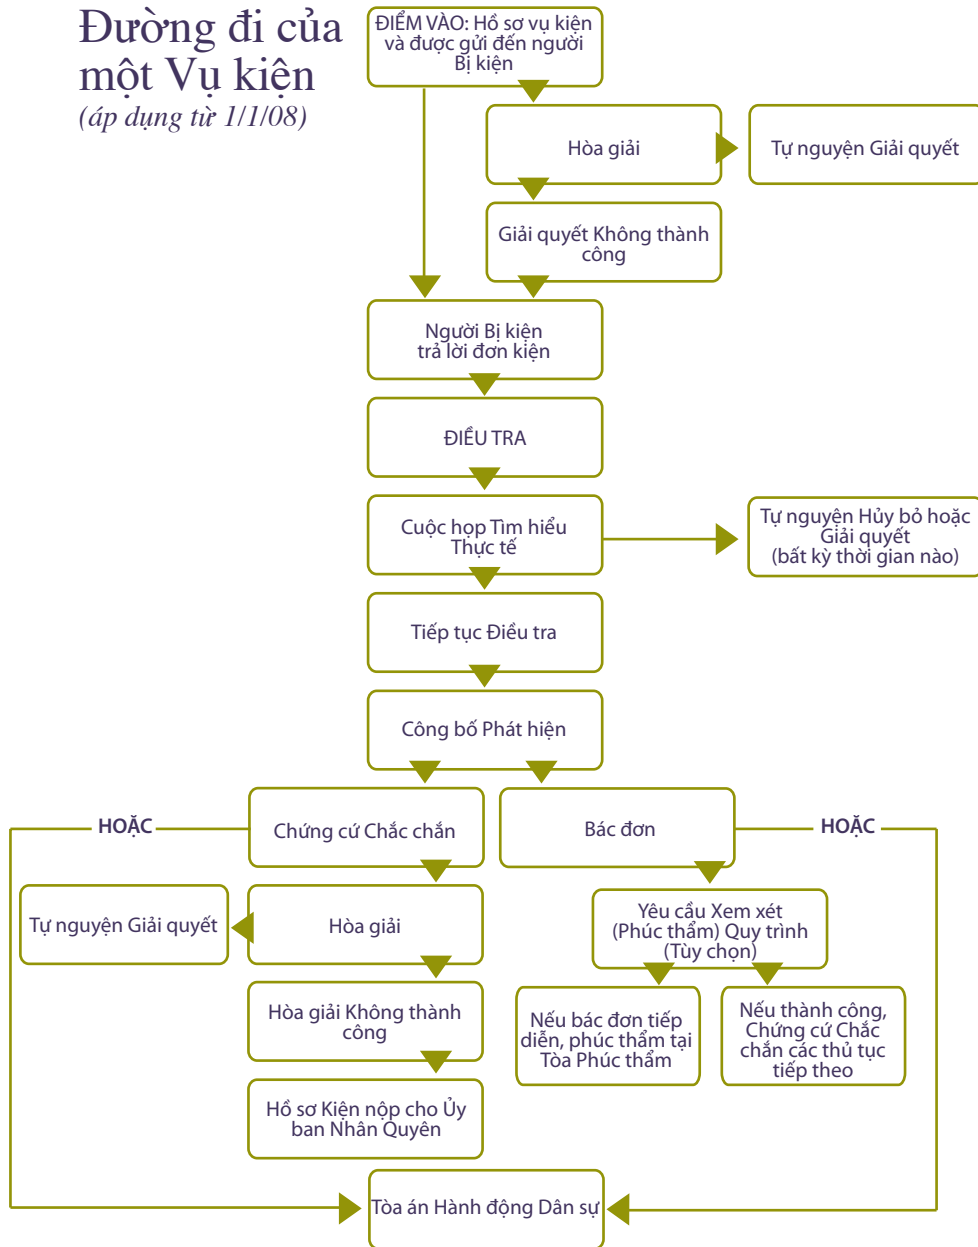 Đường đi của
một Vụ kiện
(áp dụng từ 1/1/08)
ĐIỂM VÀO: Hồ sơ vụ kiện
và được gửi đến người
Bị kiện
Hòa giải
Tự nguyện Giải quyết
Giải quyết Không thành
công
Người Bị kiện
trả lời đơn kiện
ĐIỀU TRA
Cuộc họp Tìm hiểu
Thực tế
Tự nguyện Hủy bỏ hoặc
Giải quyết
(bất kỳ thời gian nào)
Tiếp tục Điều tra
Công bố Phát hiện
HOẶC
Chứng cứ Chắc chắn
Bác đơn
HOẶC
Tự nguyện Giải quyết
Hòa giải
Yêu cầu Xem xét
(Phúc thẩm) Quy trình
(Tùy chọn)
Hòa giải Không thành
công
Nếu bác đơn tiếp
diễn, phúc thẩm tại
Tòa Phúc thẩm
Nếu thành công,
Chứng cứ Chắc
chắn các thủ tục
tiếp theo
Hồ sơ Kiện nộp cho Ủy
ban Nhân Quyên
Tòa án Hành động Dân sự